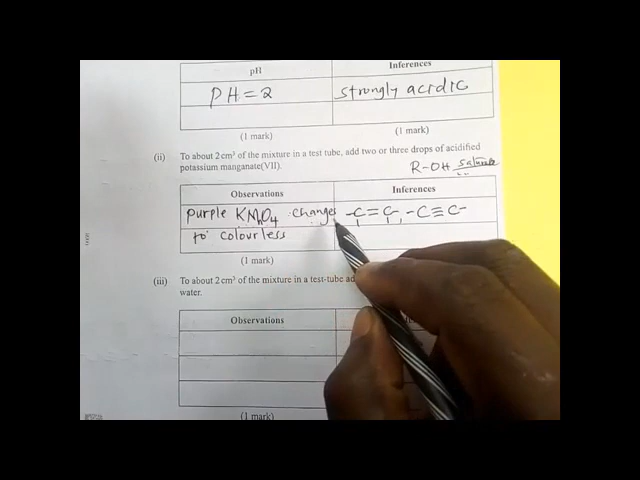 pH Inferences
PH = 2 strongly acidic
(1 mark) (1 mark)
(ii) To about 2 cm³ of the mixture in a test tube, add two or three drops of acidified
potassium manganate(VII).
R-OH
Observations Inferences
purple KMnO4 changes -C=C-, -C≡C-
to colourless
(1 mark)
(iii) To about 2 cm³ of the mixture in a test-tube
water.
Observations
(1 mark)